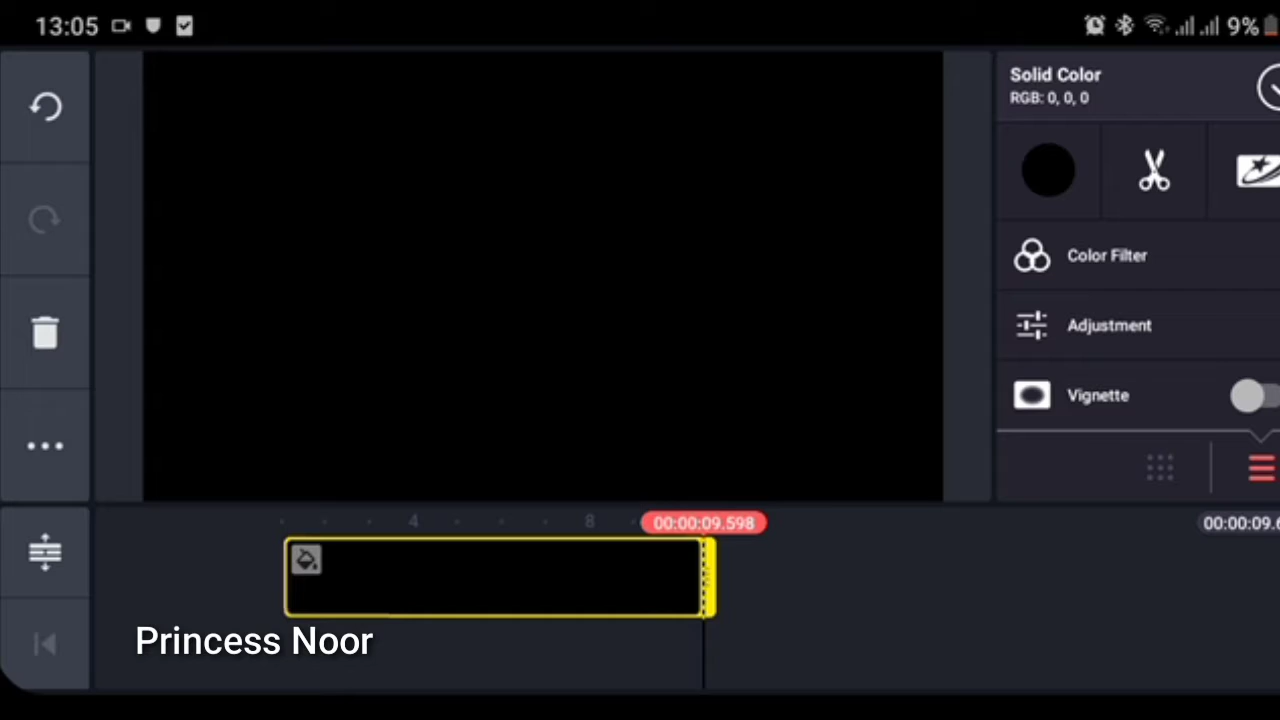 13:05
9%
Solid Color
RGB: 0, 0, 0
Color Filter
Adjustment
Vignette
4
8
00:00:09.598
00:00:09.6
Princess Noor